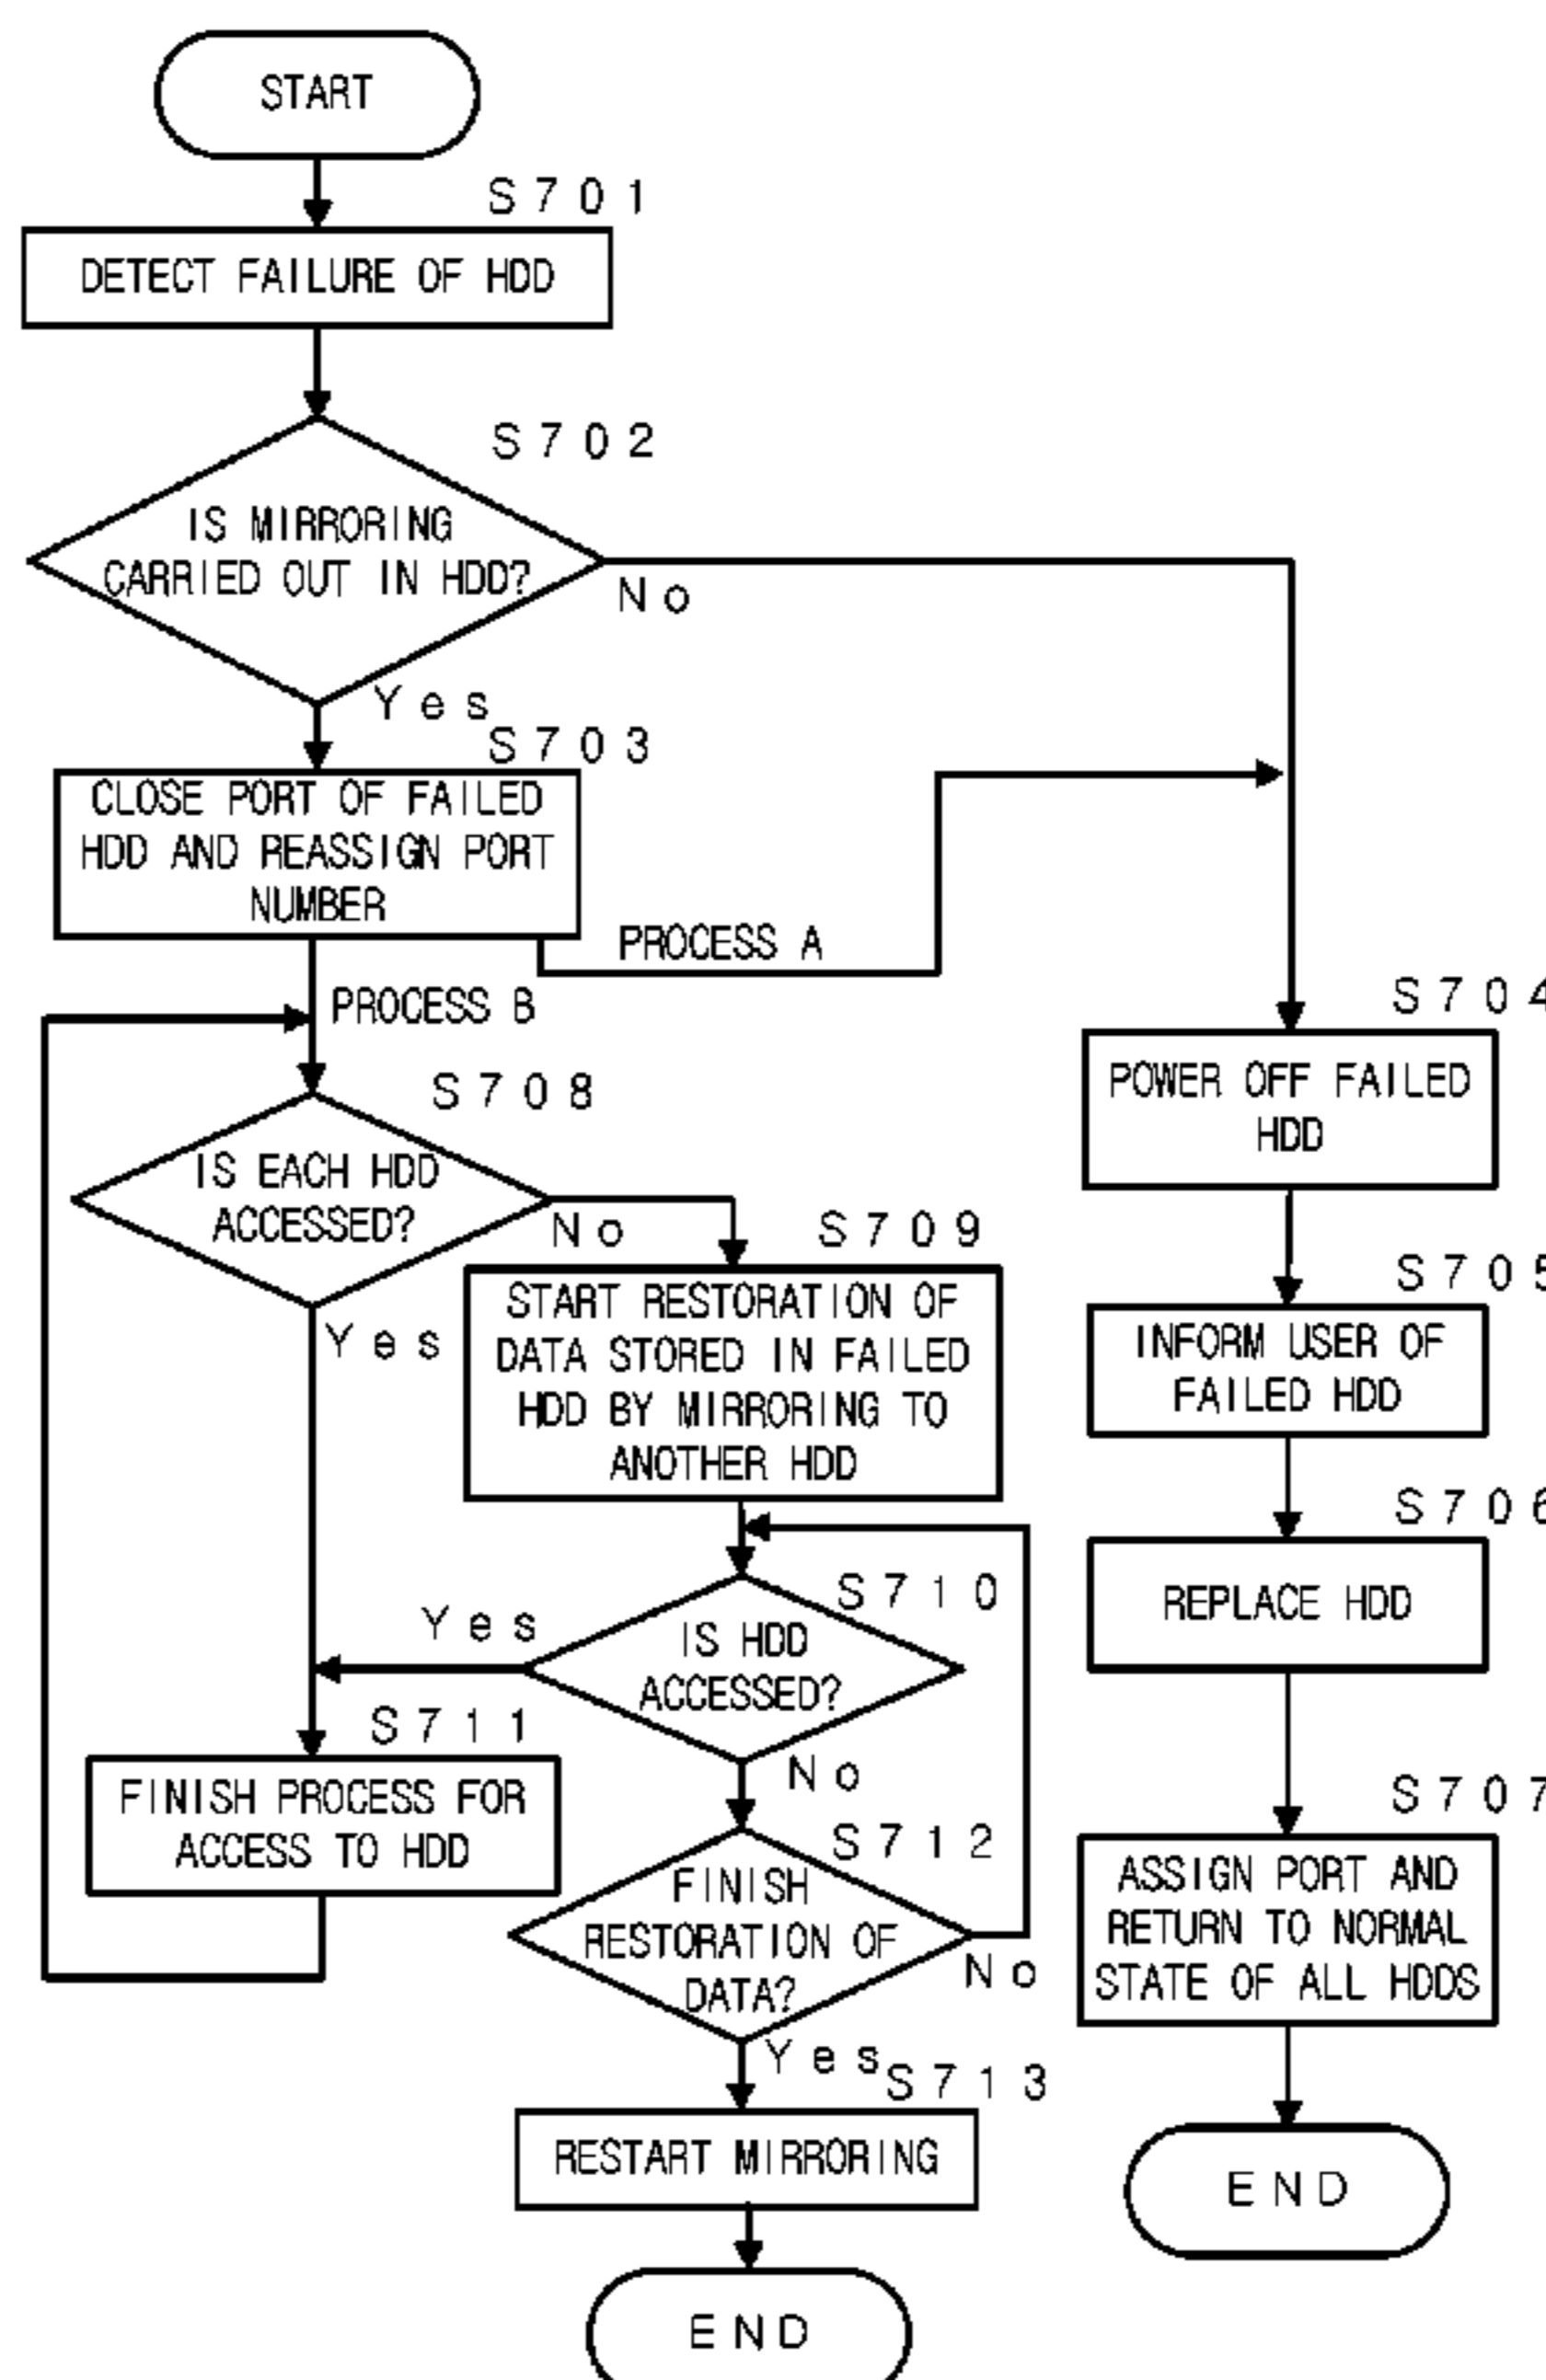 START
S701
DETECT FAILURE OF HDD
S702
IS MIRRORING
CARRIED OUT IN HDD?
No
Yes
S703
CLOSE PORT OF FAILED
HDD AND REASSIGN PORT
NUMBER
PROCESS A
PROCESS B
S704
POWER OFF FAILED
HDD
S705
INFORM USER OF
FAILED HDD
S706
REPLACE HDD
S707
ASSIGN PORT AND
RETURN TO NORMAL
STATE OF ALL HDDS
END
S708
IS EACH HDD
ACCESSED?
No
Yes
S709
START RESTORATION OF
DATA STORED IN FAILED
HDD BY MIRRORING TO
ANOTHER HDD
S710
IS HDD
ACCESSED?
Yes
No
S711
FINISH PROCESS FOR
ACCESS TO HDD
S712
FINISH
RESTORATION OF
DATA?
No
Yes
S713
RESTART MIRRORING
END